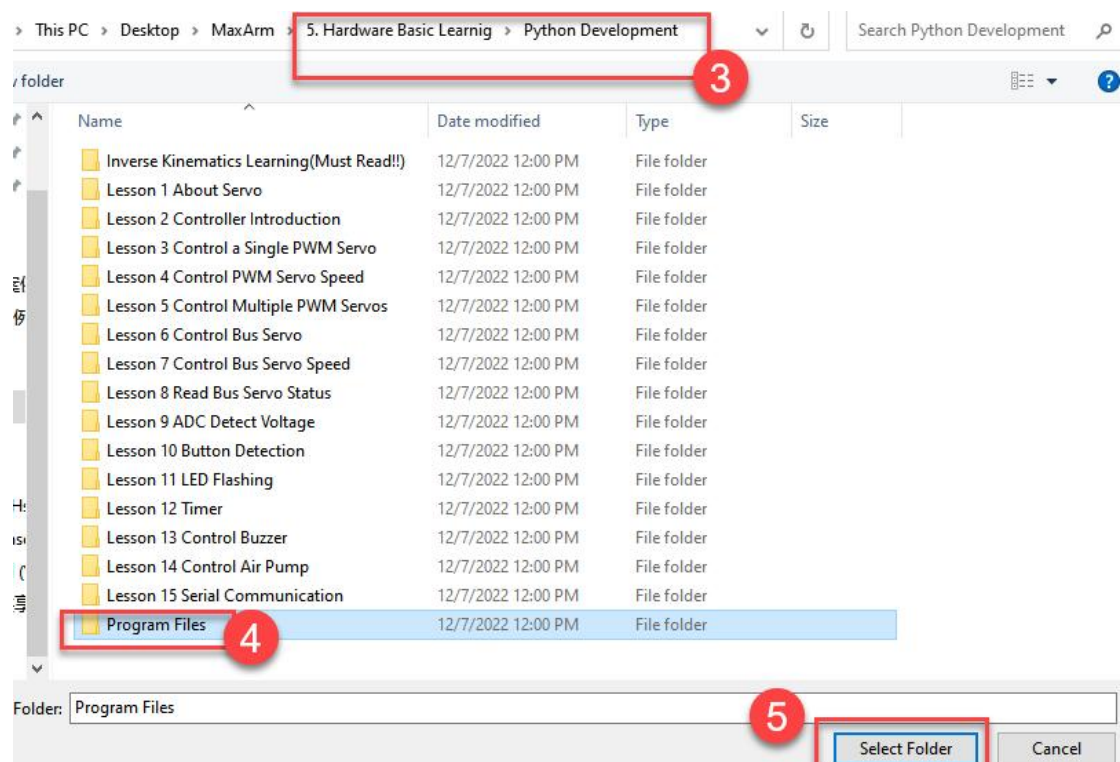 > This PC > Desktop > MaxArm > 5. Hardware Basic Learnig > Python Development
Search Python Development
3
folder
?
Name Date modified Type Size
Inverse Kinematics Learning(Must Read!!) 12/7/2022 12:00 PM File folder
Lesson 1 About Servo 12/7/2022 12:00 PM File folder
Lesson 2 Controller Introduction 12/7/2022 12:00 PM File folder
Lesson 3 Control a Single PWM Servo 12/7/2022 12:00 PM File folder
Lesson 4 Control PWM Servo Speed 12/7/2022 12:00 PM File folder
Lesson 5 Control Multiple PWM Servos 12/7/2022 12:00 PM File folder
Lesson 6 Control Bus Servo 12/7/2022 12:00 PM File folder
Lesson 7 Control Bus Servo Speed 12/7/2022 12:00 PM File folder
Lesson 8 Read Bus Servo Status 12/7/2022 12:00 PM File folder
Lesson 9 ADC Detect Voltage 12/7/2022 12:00 PM File folder
Lesson 10 Button Detection 12/7/2022 12:00 PM File folder
Lesson 11 LED Flashing 12/7/2022 12:00 PM File folder
Lesson 12 Timer 12/7/2022 12:00 PM File folder
Lesson 13 Control Buzzer 12/7/2022 12:00 PM File folder
Lesson 14 Control Air Pump 12/7/2022 12:00 PM File folder
Lesson 15 Serial Communication 12/7/2022 12:00 PM File folder
Program Files 12/7/2022 12:00 PM File folder
4
Folder: Program Files
5
Select Folder Cancel